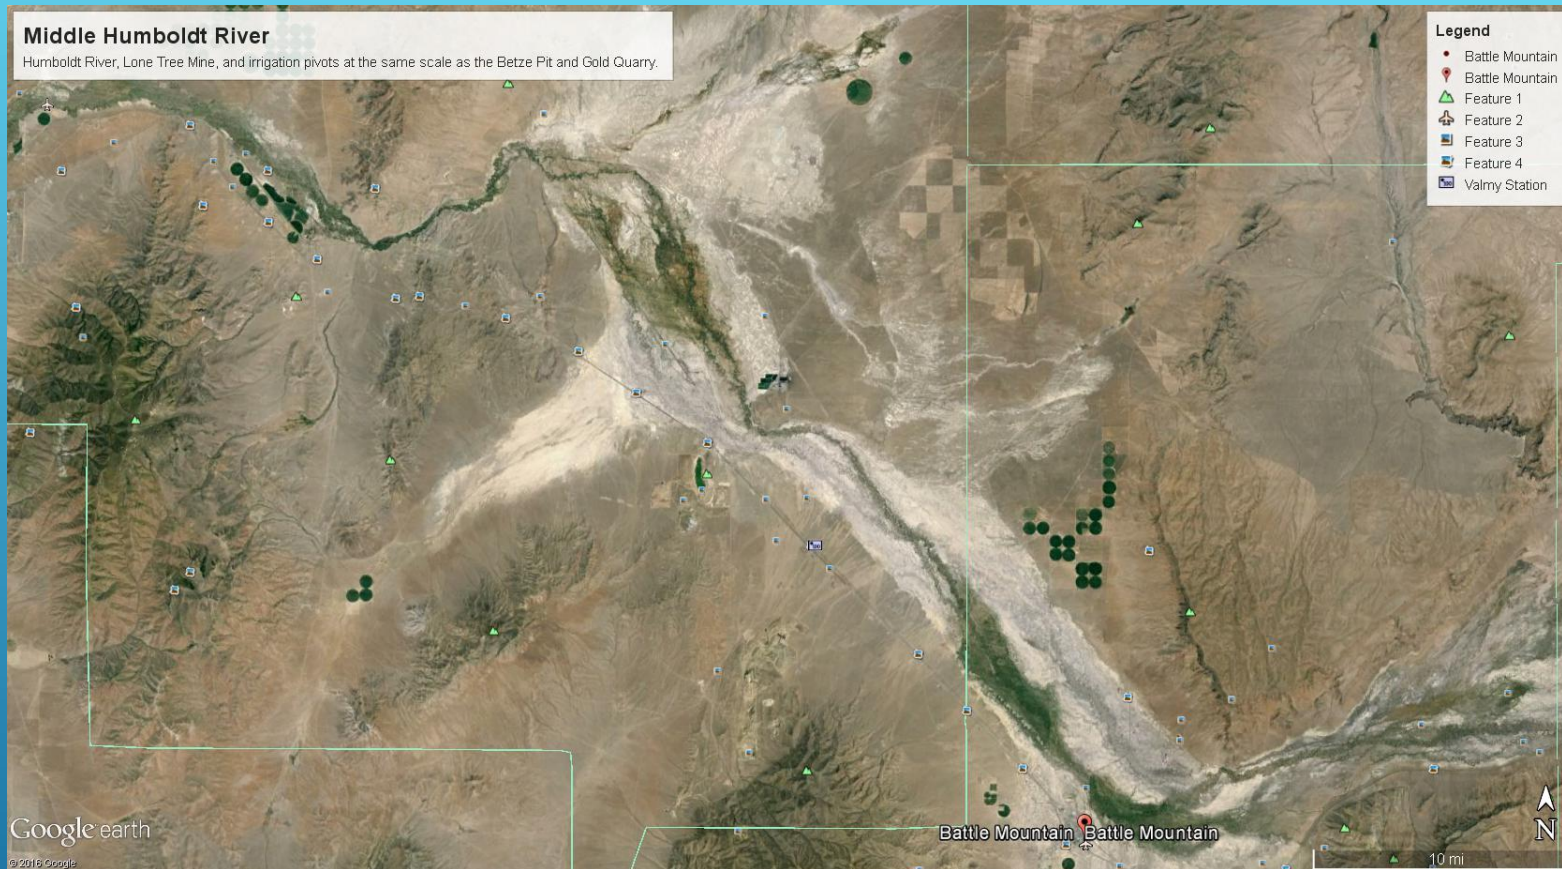 Middle Humboldt River
Humboldt River, Lone Tree Mine, and irrigation pivots at the same scale as the Betze Pit and Gold Quarry.
Legend
Battle Mountain
Battle Mountain
Feature 1
Feature 2
Feature 3
Feature 4
Valmy Station
Battle Mountain Battle Mountain
Google earth
© 2016 Google
N
10 mi